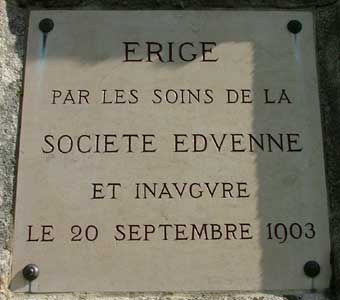 ERIGE
PAR LES SOINS DE LA
SOCIETE EDVENNE
ET INAVGVRE
LE 20 SEPTEMBRE 1903